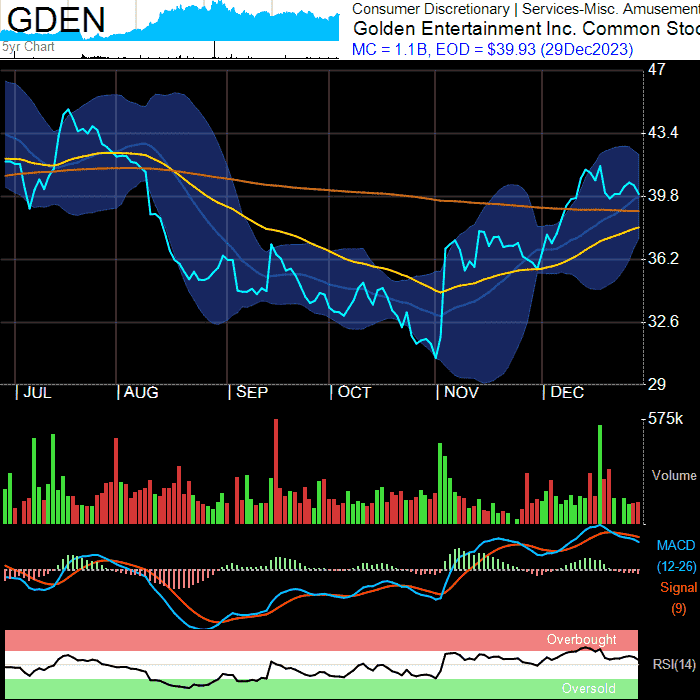 GDEN
5yr Chart
Consumer Discretionary | Services-Misc. Amusement
Golden Entertainment Inc. Common Stoc
MC = 1.1B, EOD = $39.93 (29Dec2023)
47
43.4
39.8
36.2
32.6
29
JUL AUG SEP OCT NOV DEC
575k
Volume
MACD
(12-26)
Signal
(9)
Overbought
RSI(14)
Oversold